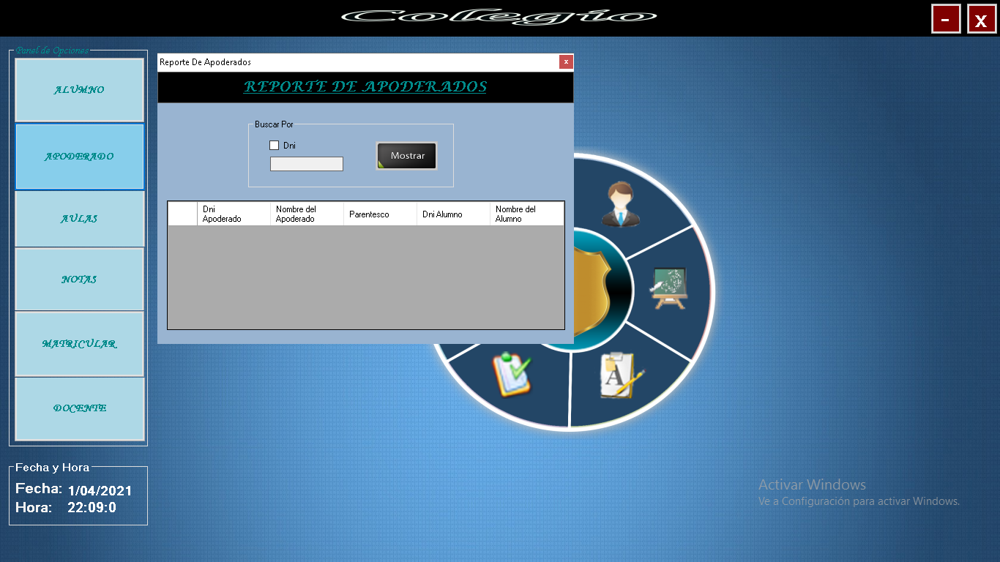 Colegio
-
x
Panel de Opciones
ALUMNO
APODERADO
AULAS
NOTAS
MATRICULAR
DOCENTE
Fecha y Hora
Fecha: 1/04/2021
Hora: 22:09:0
Reporte De Apoderados
x
REPORTE DE APODERADOS
Buscar Por
Dni
Mostrar
Dni
Apoderado
Nombre del
Apoderado
Parentesco
Dni Alumno
Nombre del
Alumno
A
Activar Windows
Ve a Configuración para activar Windows.